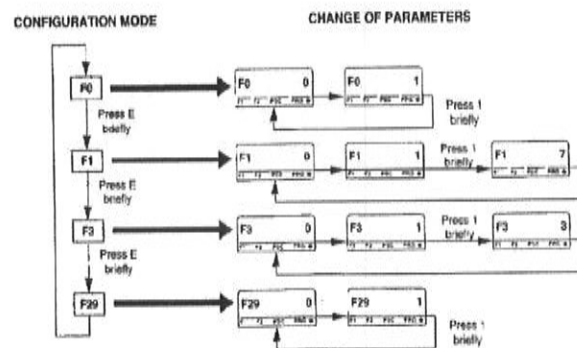 CONFIGURATION MODE
CHANGE OF PARAMETERS
F0
F0 0
F0 1
Press E
briefly
Press 1
briefly
F1
F1 0
F1 1
Press 1
briefly
F1 7
Press E
briefly
F3
F3 0
F3 1
Press 1
briefly
F3 3
Press E
briefly
F29
F29 0
F29 1
Press 1
briefly